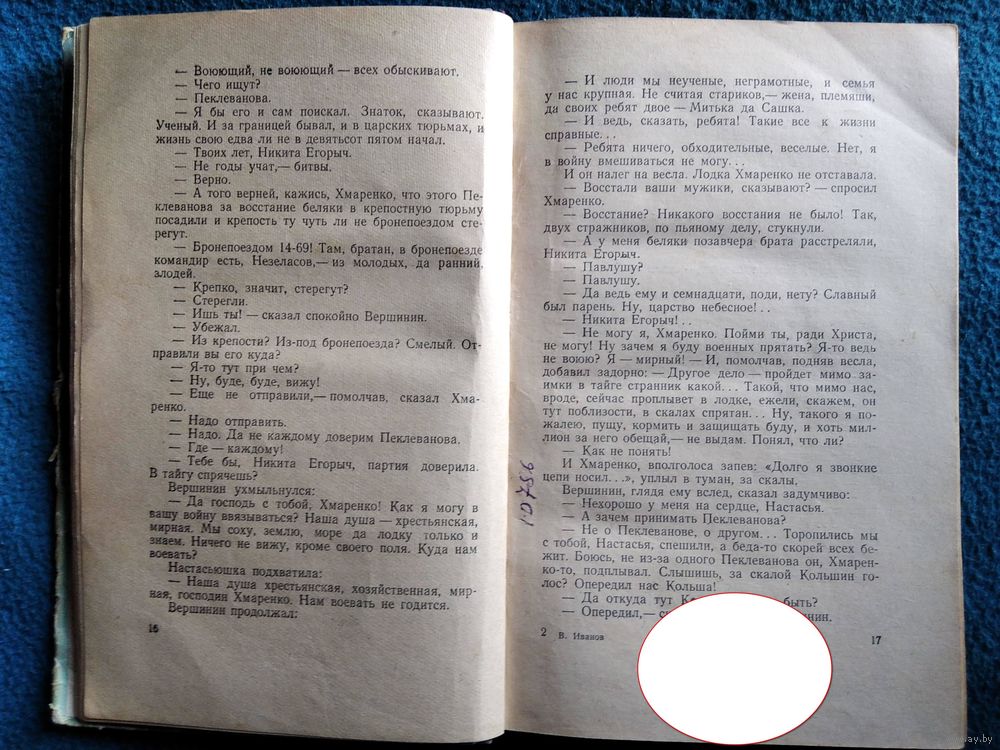 — Воюющий, не воюющий — всех обыскивают.
— Чего ищут?
— Пеклеванова.
— Я бы его и сам поискал. Знаток, сказывают.
Ученый. И за границей бывал, и в царских тюрьмах, и
жизнь свою едва ли не в девятьсот пятом начал.
— Твоих лет, Никита Егорыч.
— Не годы учат,— битвы.
— Верно.
— А того верней, кажись, Хмаренко, что этого Пе-
клеванова за восстание беляки в крепостную тюрьму
посадили и крепость ту чуть ли не бронепоездом сте-
регут.
— Бронепоездом 14-69! Там, братан, в бронепоезде
командир есть, Незеласов,— из молодых, да ранний,
злодей.
— Крепко, значит, стерегут?
— Стерегли.
— Ишь ты! — сказал спокойно Вершинин.
— Убежал.
— Из крепости? Из-под бронепоезда? Смелый. От-
правили вы его куда?
— Я-то тут при чем?
— Ну, буде, буде, вижу!
— Еще не отправили,— помолчав, сказал Хма-
ренко.
— Надо отправить.
— Надо. Да не каждому доверим Пеклеванова.
— Где — каждому!
— Тебе бы, Никита Егорыч, партия доверила.
В тайгу спрячешь?
Вершинин ухмыльнулся:
— Да господь с тобой, Хмаренко! Как я могу в
вашу войну ввязываться? Наша душа — хрестьянская,
мирная. Мы соху, землю, море да лодку только и
знаем. Ничего не вижу, кроме своего поля. Куда нам
воевать?
Настасьюшка подхватила:
— Наша душа хрестьянская, хозяйственная, мир-
ная, господин Хмаренко. Нам воевать не годится.
Вершинин продолжал:
16
— И люди мы неученые, неграмотные, и семья
у нас крупная. Не считая стариков,— жена, племяши,
да своих ребят двое — Митька да Сашка.
— И ведь, сказать, ребята! Такие все к жизни
справные...
— Ребята ничего, обходительные, веселые. Нет, я
в войну вмешиваться не могу...
И он налег на весла. Лодка Хмаренко не отставала.
— Восстали ваши мужики, сказывают? — спросил
Хмаренко.
— Восстание? Никакого восстания не было! Так,
двух стражников, по пьяному делу, стукнули.
— А у меня беляки позавчера брата расстреляли,
Никита Егорыч.
— Павлушу?
— Павлушу.
— Да ведь ему и семнадцати, поди, нету? Славный
был парень. Ну, царство небесное!..
— Никита Егорыч!..
— Не могу я, Хмаренко. Пойми ты, ради Христа,
не могу! Ну зачем я буду военных прятать? Я-то ведь
не воюю? Я — мирный! — И, помолчав, подняв весла,
добавил задорно: — Другое дело — пройдет мимо за-
имки в тайге странник какой... Такой, что мимо нас,
вроде, сейчас проплывет в лодке, ежели, скажем, он
тут поблизости, в скалах спрятан... Ну, такого я по-
жалею, пущу, кормить и защищать буду, и хоть мил-
лион за него обещай,— не выдам. Понял, что ли?
— Как не понять!
И Хмаренко, вполголоса запев: «Долго я звонкие
цепи носил...», уплыл в туман, за скалы.
Вершинин, глядя ему вслед, сказал задумчиво:
— Нехорошо у меня на сердце, Настасья.
— А зачем принимать Пеклеванова?
— Не о Пеклеванове, о другом... Торопились мы
с тобой, Настасья, спешили, а беда-то скорей всех бе-
жит. Боюсь, не из-за одного Пеклеванова он, Хмарен-
ко-то, подплывал. Слышишь, за скалой Кольшин го-
лос? Опередил нас Кольша!
— Да откуда тут быть?
— Опередил,—
2 В. Иванов
17
10756
ay.by